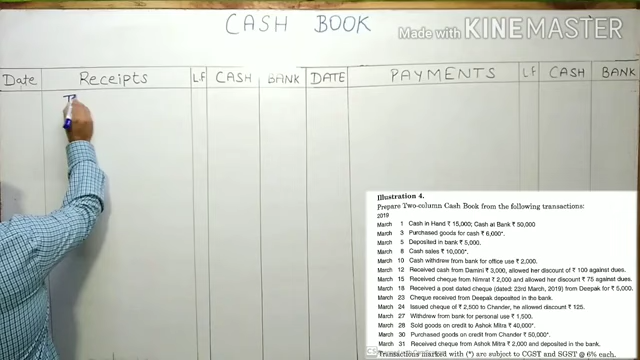 CASH BOOK
Made with KINEMASTER
Date Receipts L.F CASH BANK DATE PAYMENTS LF CASH BANK
Illustration 4.
Prepare Two-column Cash Book from the following transactions:
2019
March 1 Cash in Hand ₹ 15,000; Cash at Bank ₹ 50,000
March 3 Purchased goods for cash ₹ 6,000*.
March 5 Deposited in bank ₹ 5,000.
March 8 Cash sales ₹ 10,000*.
March 10 Cash withdrew from bank for office use ₹ 2,000.
March 12 Received cash from Damini ₹ 3,000, allowed her discount of ₹ 100 against dues.
March 15 Received cheque from Nimrat ₹ 2,000 and allowed her discount of ₹ 75 against dues.
March 18 Received a post dated cheque (dated: 23rd March, 2019) from Deepak for ₹ 5,000.
March 23 Cheque received from Deepak deposited in the bank.
March 24 Issued cheque of ₹ 2,500 to Chander, he allowed discount ₹ 125.
March 27 Withdrew from bank for personal use ₹ 1,500.
March 28 Sold goods on credit to Ashok Mitra ₹ 40,000*.
March 30 Purchased goods on credit from Chander ₹ 50,000*.
March 31 Received cheque from Ashok Mitra ₹ 2,000 and deposited in the bank.
Transactions marked with (*) are subject to CGST and SGST @ 6% each.